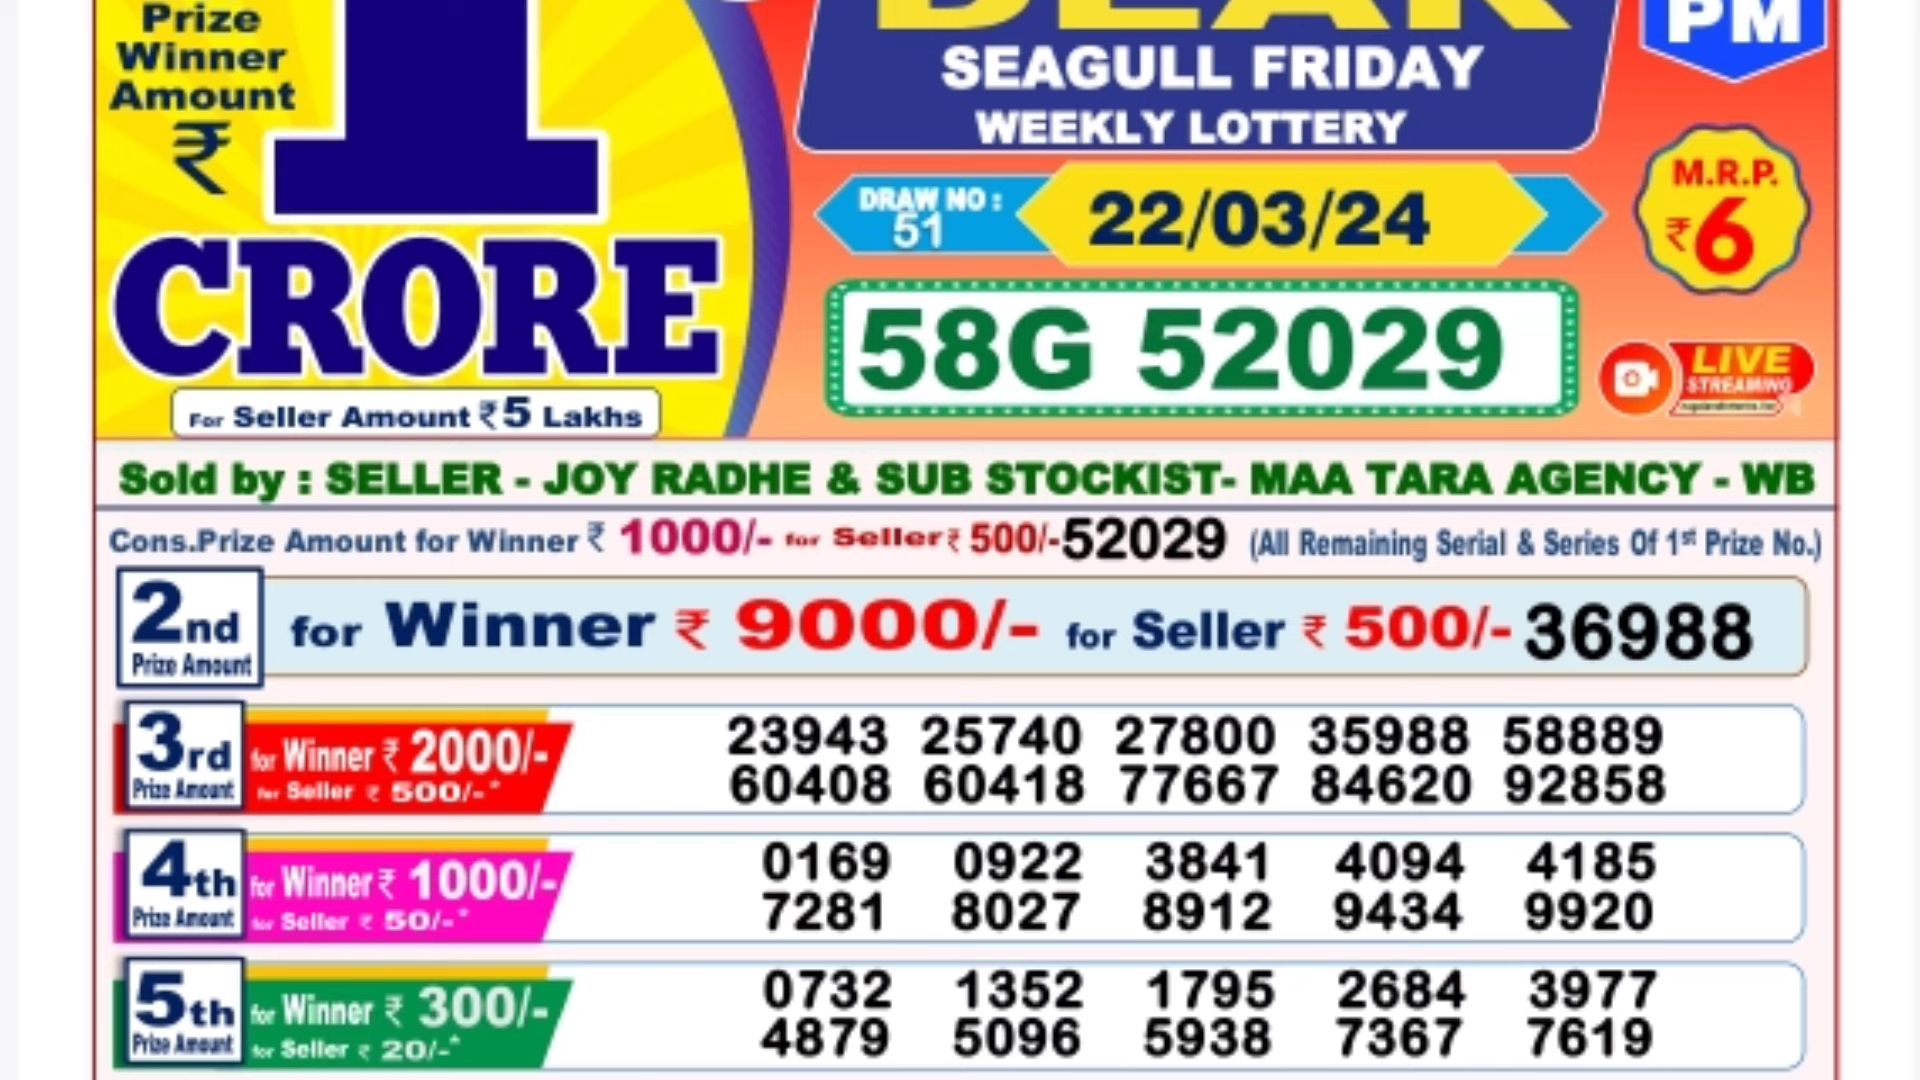 Prize
Winner
Amount
₹
1
CRORE
For Seller Amount ₹ 5 Lakhs
DEAR
SEAGULL FRIDAY
WEEKLY LOTTERY
PM
DRAW NO :
51
22/03/24
M.R.P.
₹6
58G 52029
LIVE
STREAMING
Sold by : SELLER - JOY RADHE & SUB STOCKIST- MAA TARA AGENCY - WB
Cons.Prize Amount for Winner ₹ 1000/- for Seller ₹ 500/- 52029 (All Remaining Serial & Series Of 1st Prize No.)
2nd
Prize Amount
for Winner ₹ 9000/- for Seller ₹ 500/- 36988
3rd
Prize Amount
for Winner ₹ 2000/-
for Seller ₹ 500/-*
23943 25740 27800 35988 58889
60408 60418 77667 84620 92858
4th
Prize Amount
for Winner ₹ 1000/-
for Seller ₹ 50/-*
0169 0922 3841 4094 4185
7281 8027 8912 9434 9920
5th
Prize Amount
for Winner ₹ 300/-
for Seller ₹ 20/-*
0732 1352 1795 2684 3977
4879 5096 5938 7367 7619